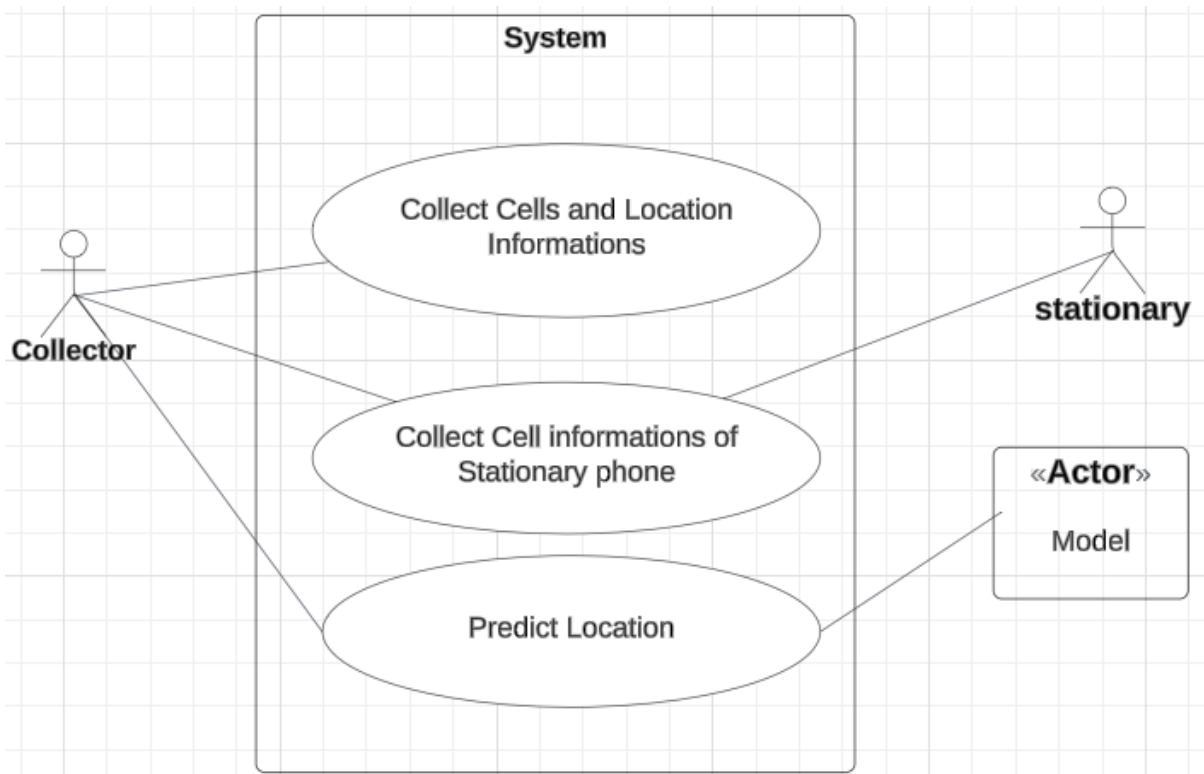 System
Collect Cells and Location
Informations
Collector
stationary
Collect Cell informations of
Stationary phone
«Actor»
Model
Predict Location